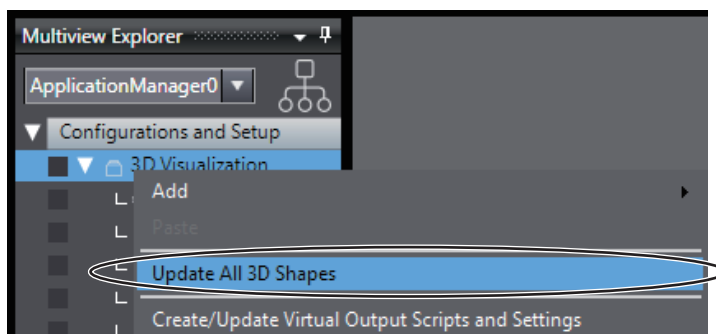 Multiview Explorer
ApplicationManager0
Configurations and Setup
3D Visualization
Add
Paste
Update All 3D Shapes
Create/Update Virtual Output Scripts and Settings